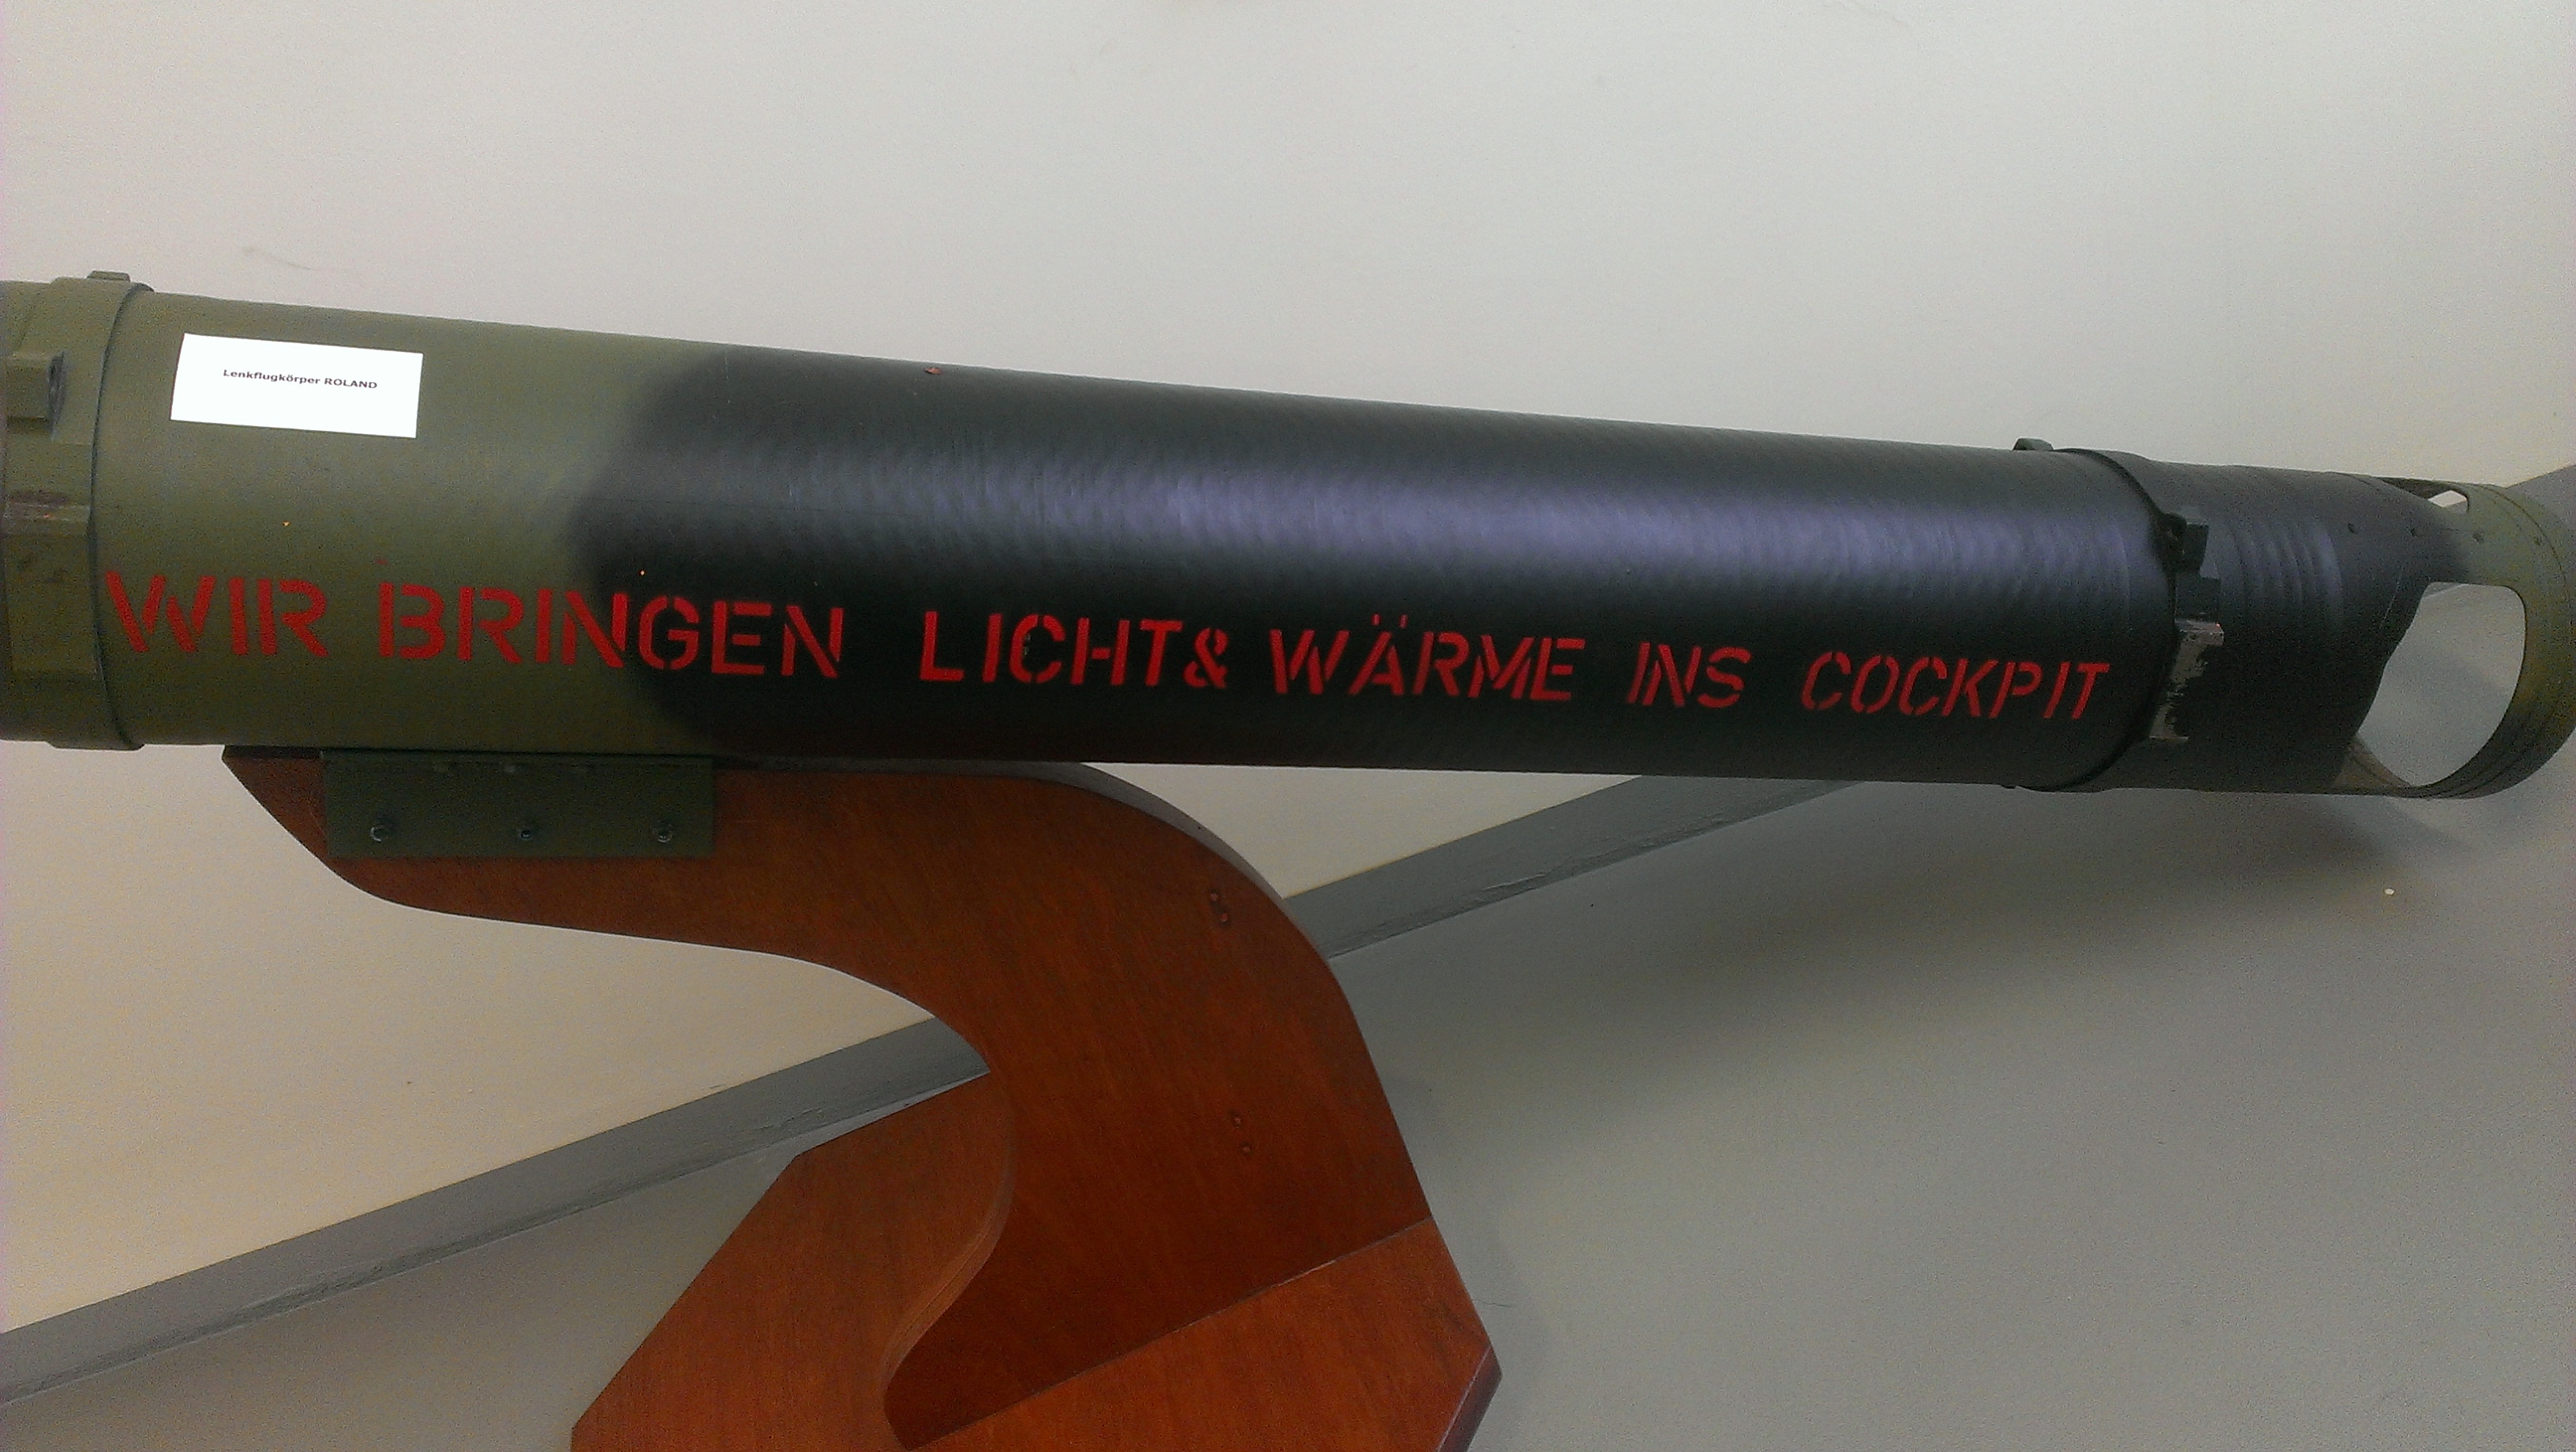 Lenkflugkörper ROLAND
WIR BRINGEN LICHT & WÄRME INS COCKPIT